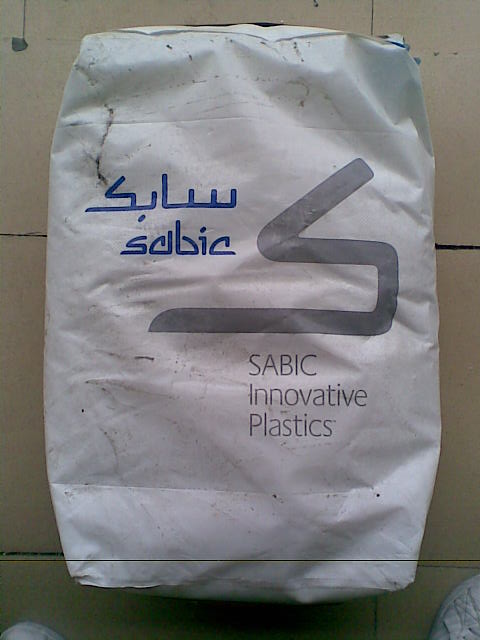 سابك
sabic
SABIC
Innovative
Plastics